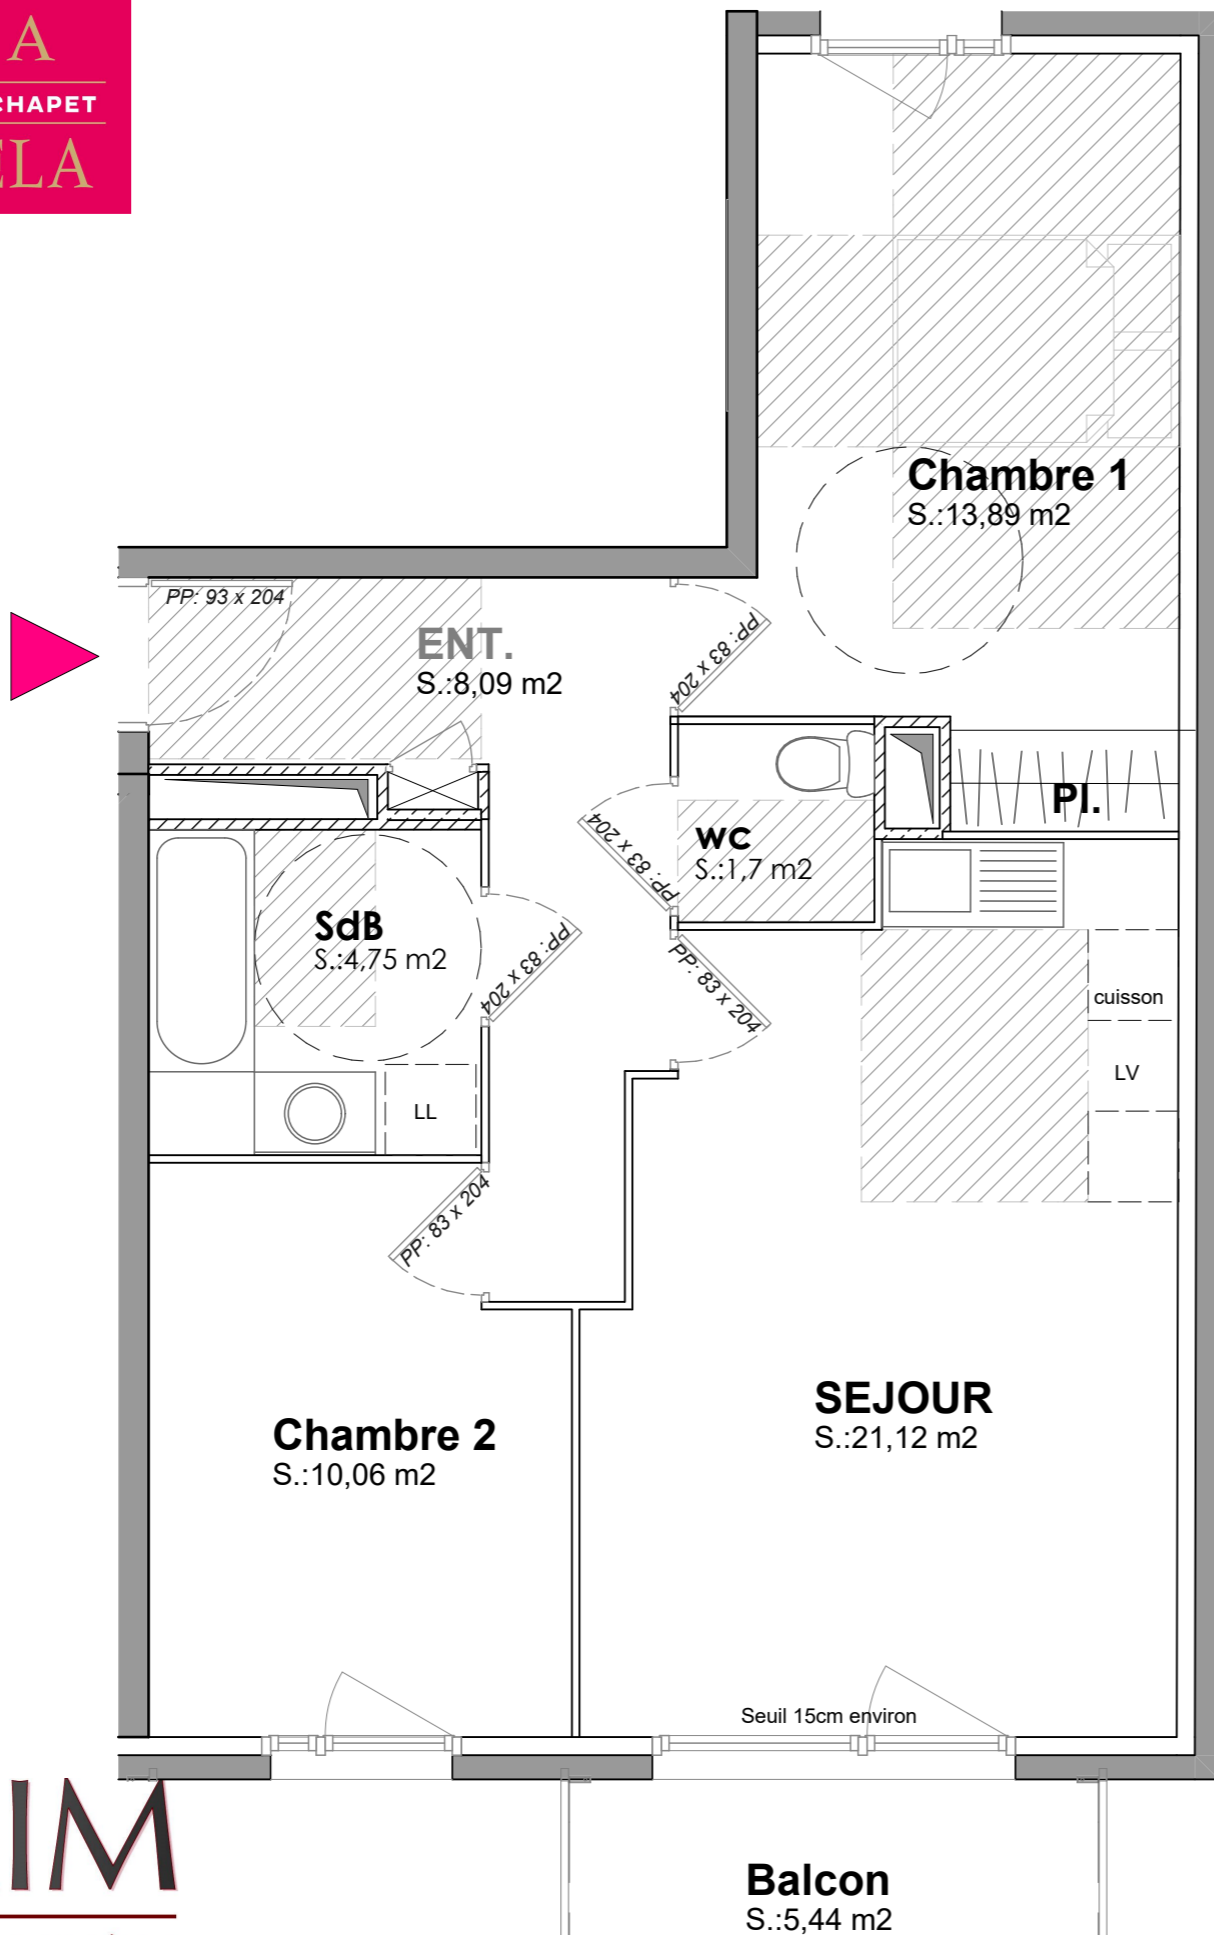 A
CHAPET
ELA
Chambre 1
S.:13,89 m2
PP: 93 x 204
ENT.
S.:8,09 m2
PP: 83 x 204
Pl.
WC
S.:1,7 m2
PP: 83 x 204
SdB
S.:4,75 m2
PP: 83 x 204
PP: 83 x 204
cuisson
LV
LL
PP: 83 x 204
SEJOUR
S.:21,12 m2
Chambre 2
S.:10,06 m2
Seuil 15cm environ
IM
Balcon
S.:5,44 m2